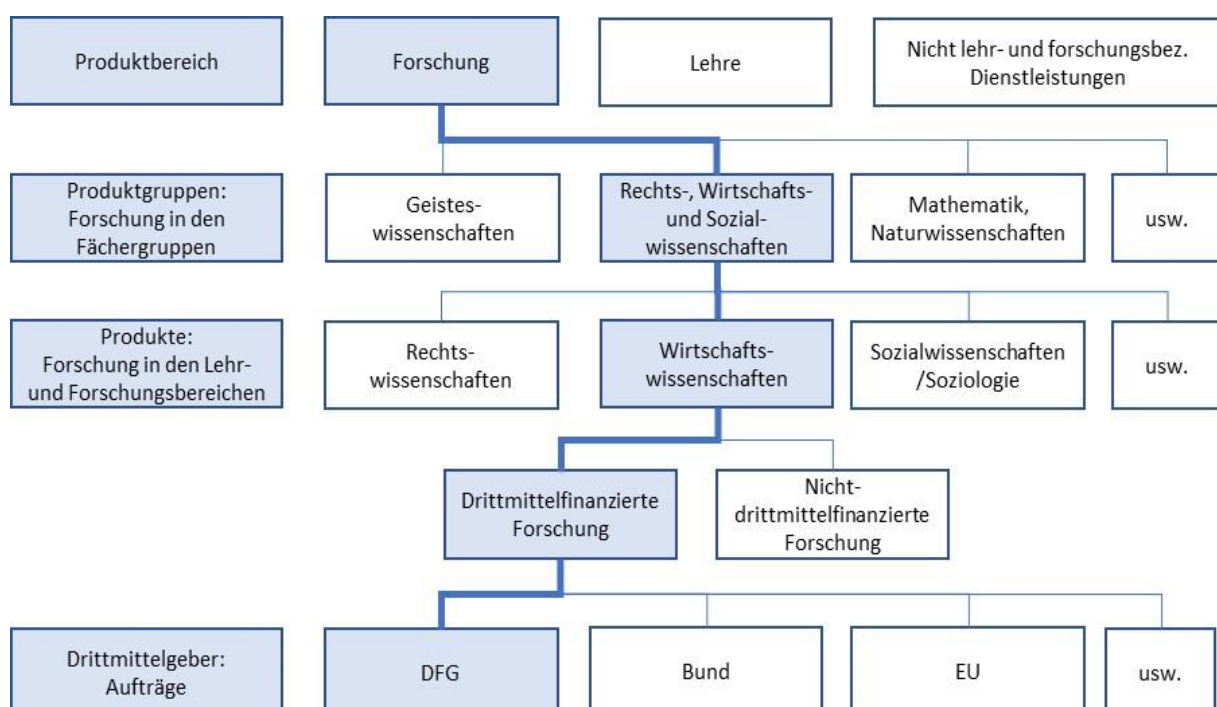 Produktbereich
Forschung
Lehre
Nicht lehr- und forschungsbez.
Dienstleistungen
Produktgruppen:
Forschung in den
Fächergruppen
Geistes-
wissenschaften
Rechts-, Wirtschafts-
und Sozial-
wissenschaften
Mathematik,
Naturwissenschaften
usw.
Produkte:
Forschung in den Lehr-
und Forschungsbereichen
Rechts-
wissenschaften
Wirtschafts-
wissenschaften
Sozialwissenschaften
/Soziologie
usw.
Drittmittelfinanzierte
Forschung
Nicht-
drittmittelfinanzierte
Forschung
Drittmittelgeber:
Aufträge
DFG
Bund
EU
usw.